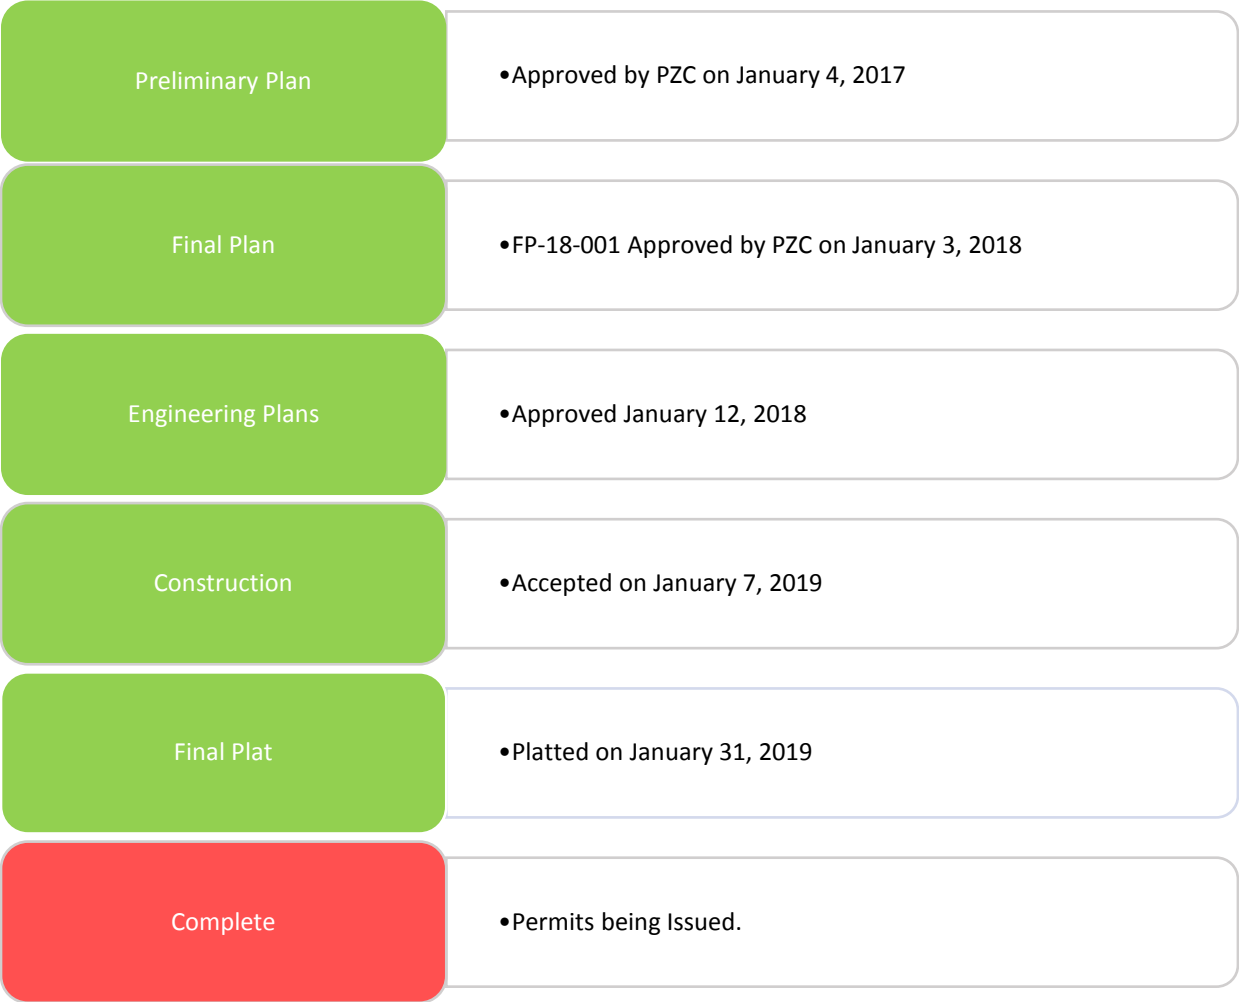 Preliminary Plan
•Approved by PZC on January 4, 2017
Final Plan
•FP-18-001 Approved by PZC on January 3, 2018
Engineering Plans
•Approved January 12, 2018
Construction
•Accepted on January 7, 2019
Final Plat
•Platted on January 31, 2019
Complete
•Permits being Issued.